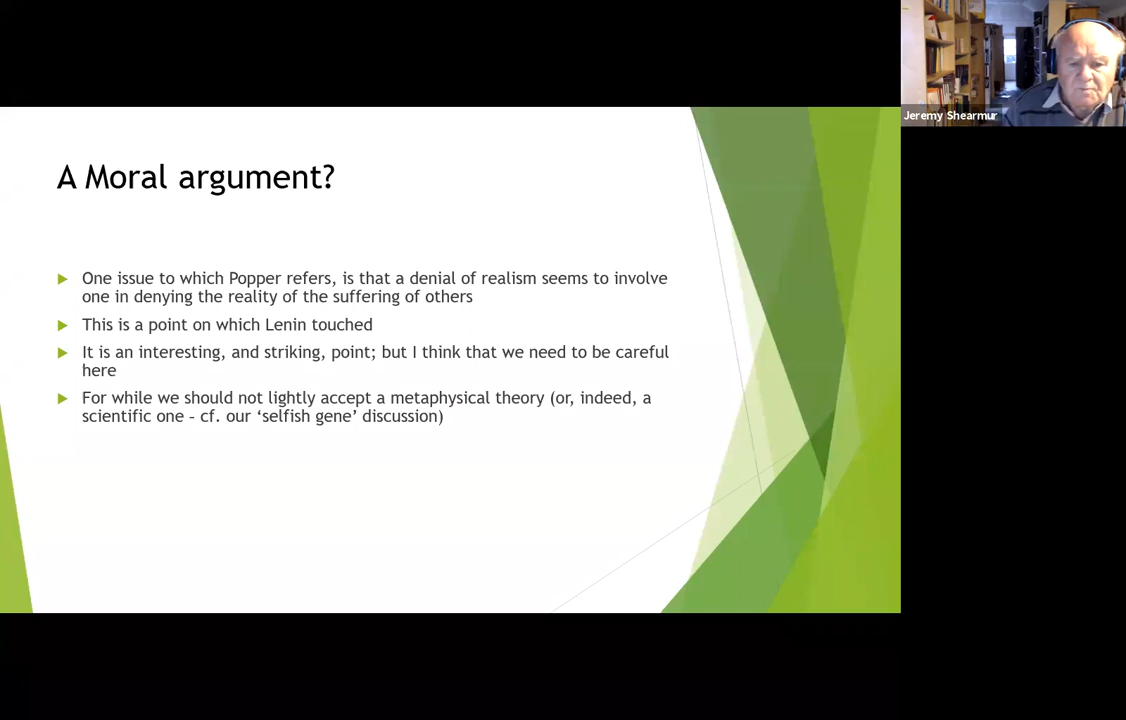 Jeremy Shearmur
A Moral argument?
One issue to which Popper refers, is that a denial of realism seems to involve
one in denying the reality of the suffering of others
This is a point on which Lenin touched
It is an interesting, and striking, point; but I think that we need to be careful
here
For while we should not lightly accept a metaphysical theory (or, indeed, a
scientific one – cf. our ‘selfish gene’ discussion)